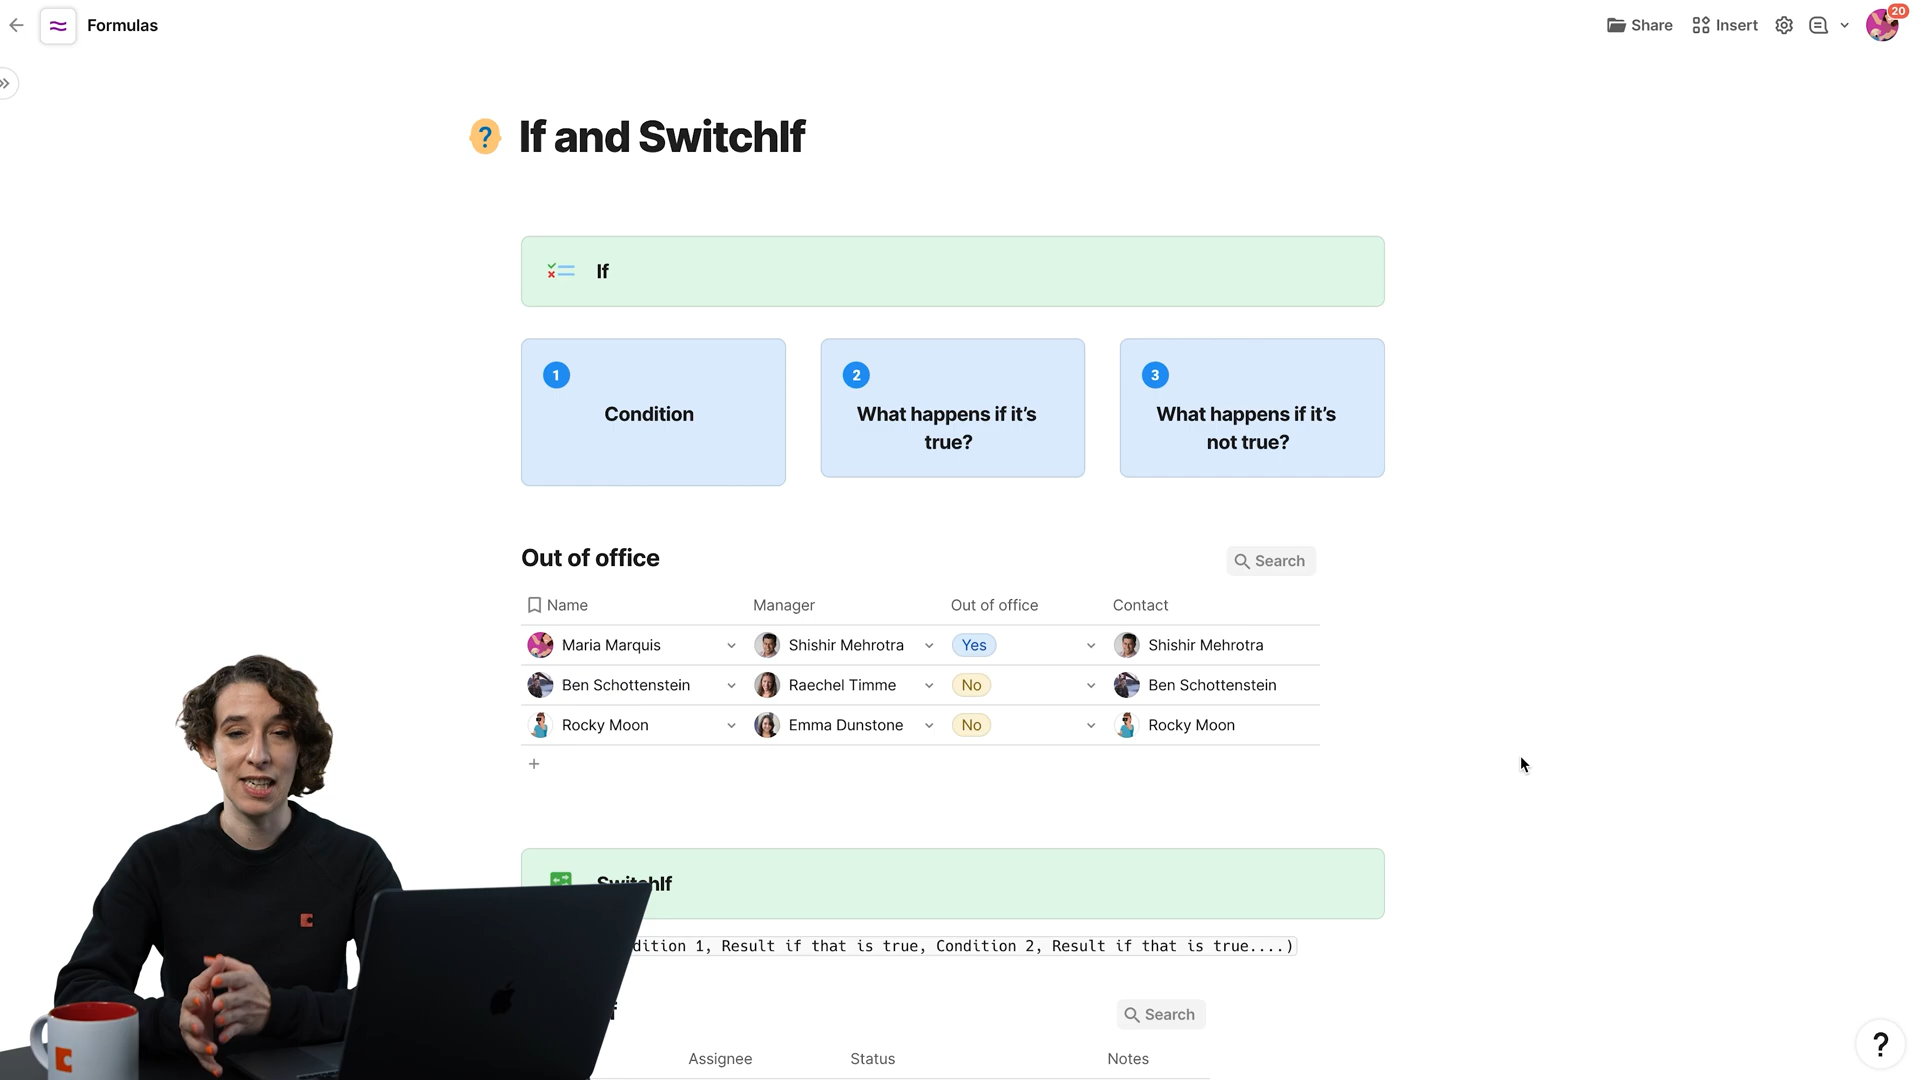 Formulas
Share
Insert
20
If and SwitchIf
If
1
Condition
2
What happens if it's
true?
3
What happens if it's
not true?
Out of office
Search
Name Manager Out of office Contact
Maria Marquis Shishir Mehrotra Yes Shishir Mehrotra
Ben Schottenstein Raechel Timme No Ben Schottenstein
Rocky Moon Emma Dunstone No Rocky Moon
SwitchIf
dition 1, Result if that is true, Condition 2, Result if that is true....)
Search
Assignee Status Notes